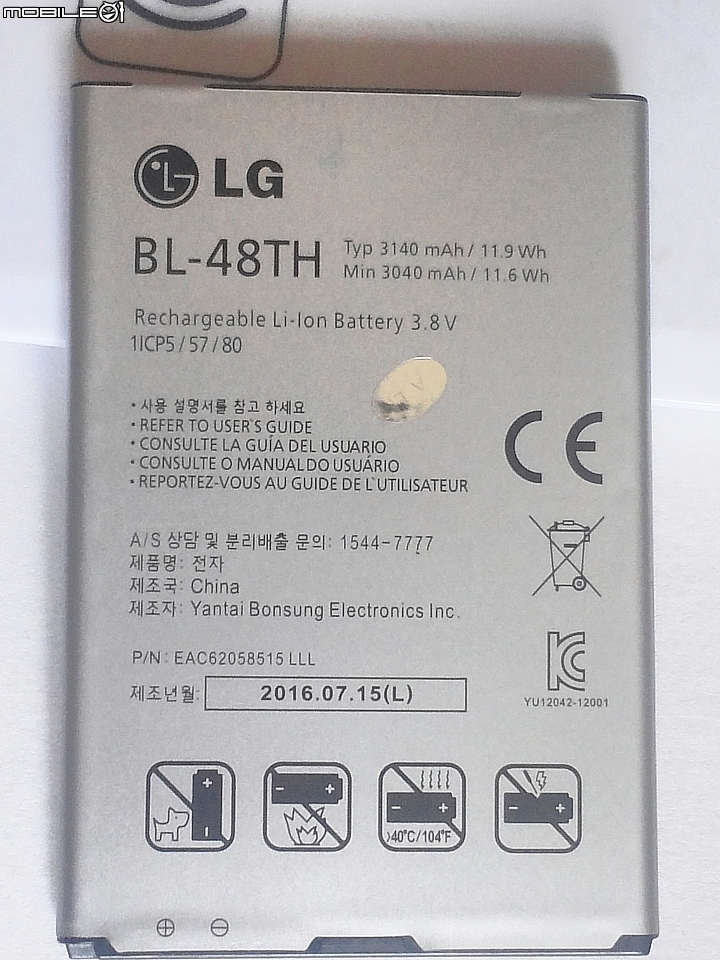 MOBILE01
LG
BL-48TH
Typ 3140 mAh / 11.9 Wh
Min 3040 mAh / 11.6 Wh
Rechargeable Li-Ion Battery 3.8 V
1ICP5 / 57 / 80
• 사용 설명서를 참고 하세요
• REFER TO USER'S GUIDE
• CONSULTE LA GUÍA DEL USUARIO
• CONSULTE O MANUAL DO USUÁRIO
• REPORTEZ-VOUS AU GUIDE DE L'UTILISATEUR
CE
A/S 상담 및 분리배출 문의: 1544-7777
제품명: 전자
제조국: China
제조자: Yantai Bonsung Electronics Inc.
P/N: EAC62058515 LLL
제조년월: 2016.07.15(L)
YU12042-12001
>40°C/104°F